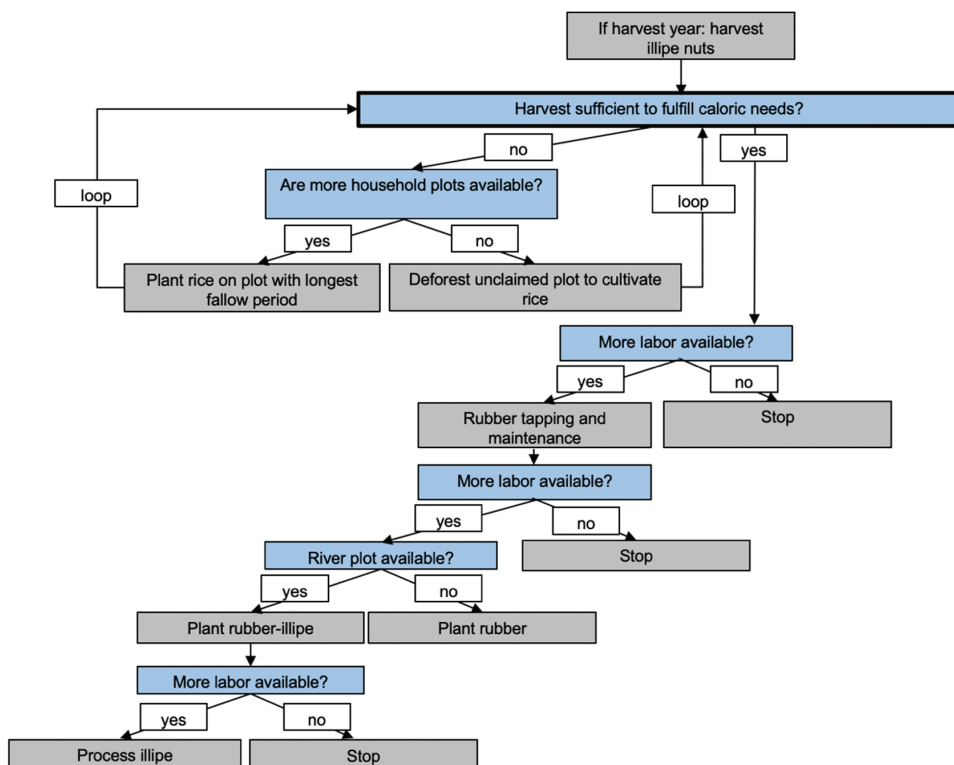 If harvest year: harvest
illipe nuts
Harvest sufficient to fulfill caloric needs?
no
yes
loop
Are more household plots available?
loop
yes
no
Plant rice on plot with longest
fallow period
Deforest unclaimed plot to cultivate
rice
More labor available?
yes
no
Rubber tapping and
maintenance
Stop
More labor available?
yes
no
River plot available?
Stop
yes
no
Plant rubber-illipe
Plant rubber
More labor available?
yes
no
Process illipe
Stop